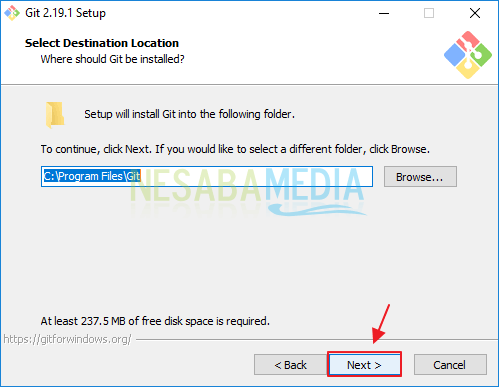 Git 2.19.1 Setup
Select Destination Location
Where should Git be installed?
Setup will install Git into the following folder.
To continue, click Next. If you would like to select a different folder, click Browse.
C:\Program Files\Git
Browse...
NESABAMEDIA
At least 237.5 MB of free disk space is required.
https://gitforwindows.org/
< Back
Next >
Cancel